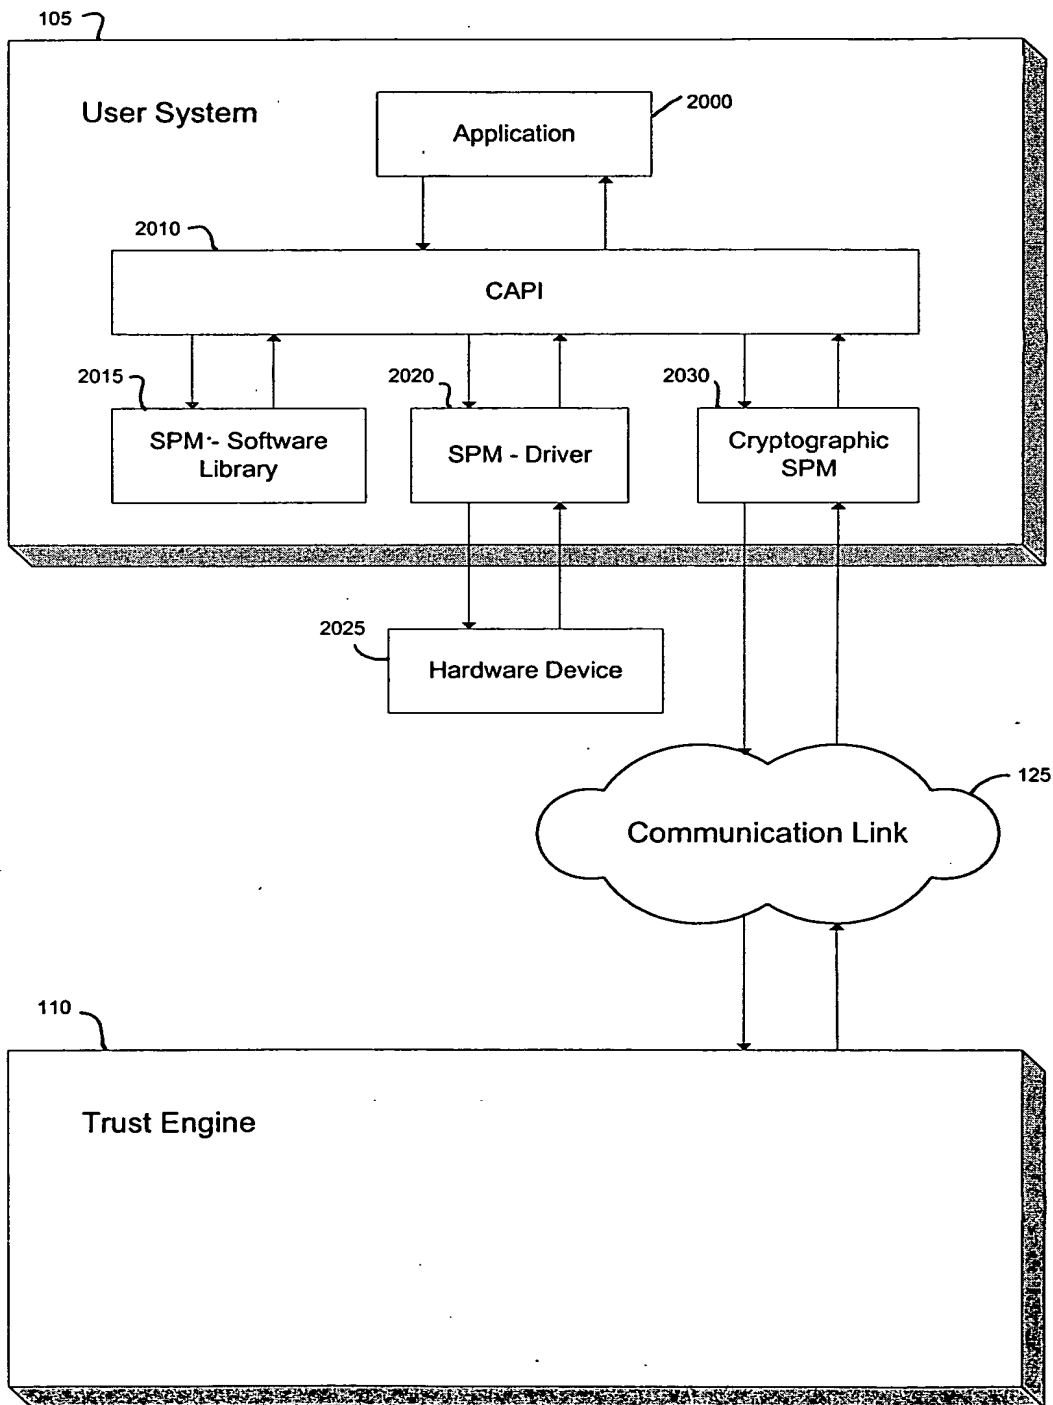 105
User System
2000
Application
2010
CAPI
2015
2020
2030
SPM - Software
Library
SPM - Driver
Cryptographic
SPM
2025
Hardware Device
125
Communication Link
110
Trust Engine